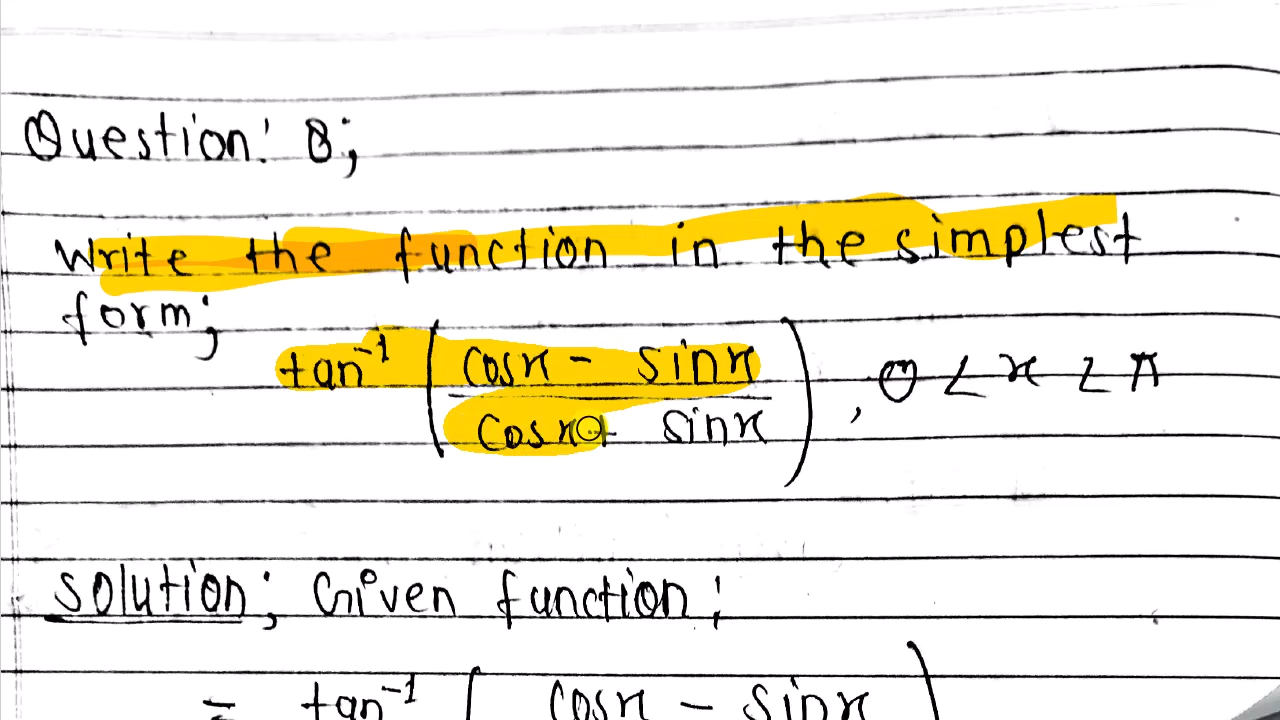 Question: 8;
Write the function in the simplest
form;
tan⁻¹ (cosx - sinx / cosx + sinx), 0 < x < π
Solution; Given function;
= tan⁻¹ ( cosx - sinx )